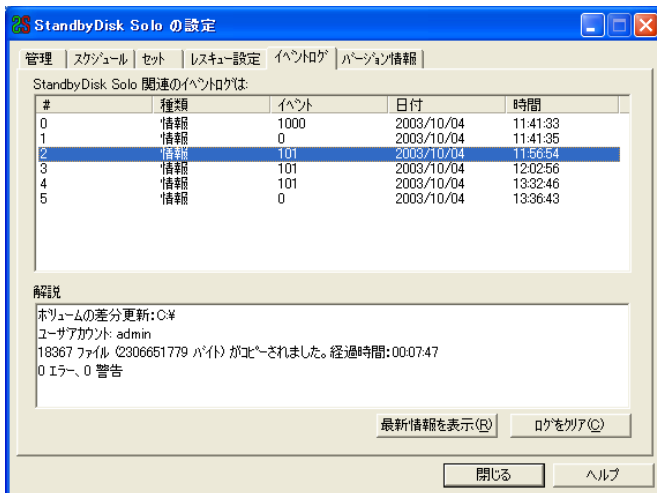 StandbyDisk Solo の設定
管理 スケジュール セット レスキュー設定 イベントログ バージョン情報
StandbyDisk Solo 関連のイベントログは:
# 種類 イベント 日付 時間
0 情報 1000 2003/10/04 11:41:33
1 情報 0 2003/10/04 11:41:35
2 情報 101 2003/10/04 11:56:54
3 情報 101 2003/10/04 12:02:56
4 情報 101 2003/10/04 13:32:46
5 情報 0 2003/10/04 13:36:43
解説
ボリュームの差分更新: C:¥
ユーザアカウント: admin
18367 ファイル (2306651779 バイト) がコピーされました。経過時間: 00:07:47
0 エラー、0 警告
最新情報を表示(R) ログをクリア(C)
閉じる ヘルプ